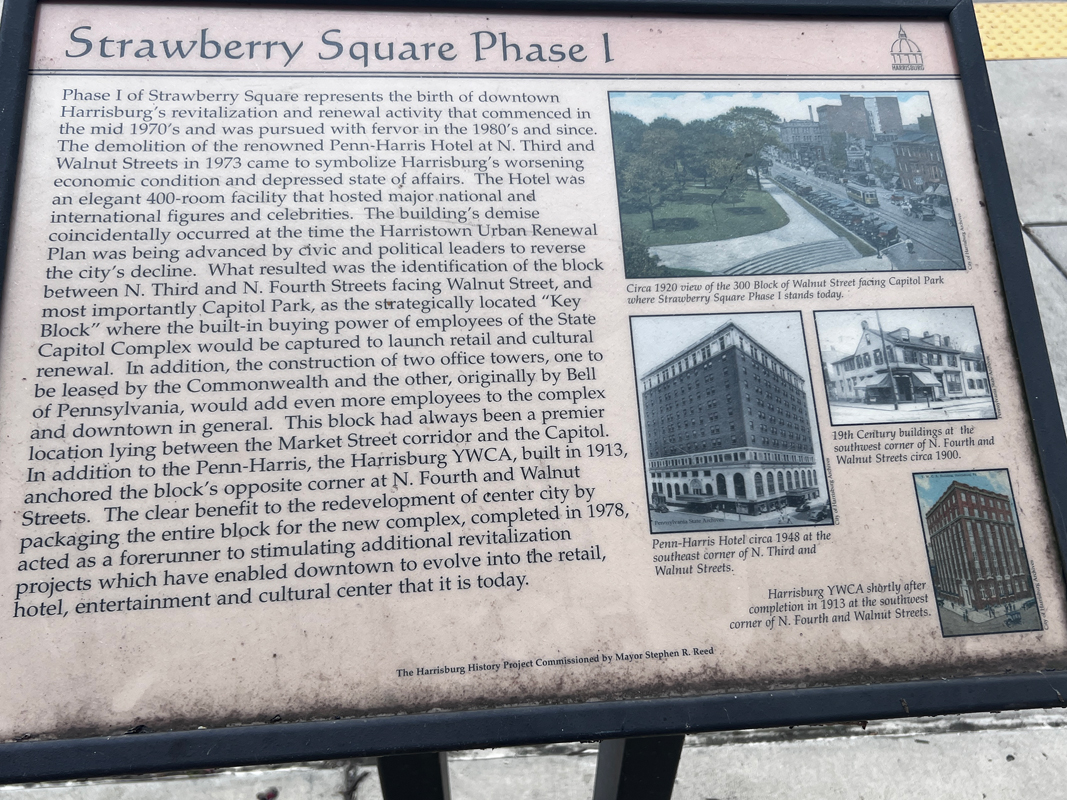 Strawberry Square Phase I
HARRISBURG
Phase I of Strawberry Square represents the birth of downtown
Harrisburg's revitalization and renewal activity that commenced in
the mid 1970's and was pursued with fervor in the 1980's and since.
The demolition of the renowned Penn-Harris Hotel at N. Third and
Walnut Streets in 1973 came to symbolize Harrisburg's worsening
economic condition and depressed state of affairs. The Hotel was
an elegant 400-room facility that hosted major national and
international figures and celebrities. The building's demise
coincidentally occurred at the time the Harristown Urban Renewal
Plan was being advanced by civic and political leaders to reverse
the city's decline. What resulted was the identification of the block
between N. Third and N. Fourth Streets facing Walnut Street, and
most importantly Capitol Park, as the strategically located “Key
Block” where the built-in buying power of employees of the State
Capitol Complex would be captured to launch retail and cultural
renewal. In addition, the construction of two office towers, one to
be leased by the Commonwealth and the other, originally by Bell
of Pennsylvania, would add even more employees to the complex
and downtown in general. This block had always been a premier
location lying between the Market Street corridor and the Capitol.
In addition to the Penn-Harris, the Harrisburg YWCA, built in 1913,
anchored the block's opposite corner at N. Fourth and Walnut
Streets. The clear benefit to the redevelopment of center city by
packaging the entire block for the new complex, completed in 1978,
acted as a forerunner to stimulating additional revitalization
projects which have enabled downtown to evolve into the retail,
hotel, entertainment and cultural center that it is today.
Circa 1920 view of the 300 Block of Walnut Street facing Capitol Park
where Strawberry Square Phase I stands today.
Pennsylvania State Archives
Penn-Harris Hotel circa 1948 at the
southeast corner of N. Third and
Walnut Streets.
19th Century buildings at the
southwest corner of N. Fourth and
Walnut Streets circa 1900.
Harrisburg YWCA shortly after
completion in 1913 at the southwest
corner of N. Fourth and Walnut Streets.
The Harrisburg History Project Commissioned by Mayor Stephen R. Reed